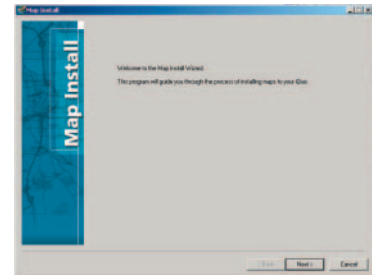 Map Install
Map Install
Welcome to the Map Install Wizard.
This program will guide you through the process of installing maps to your iQue.
Next >
Cancel